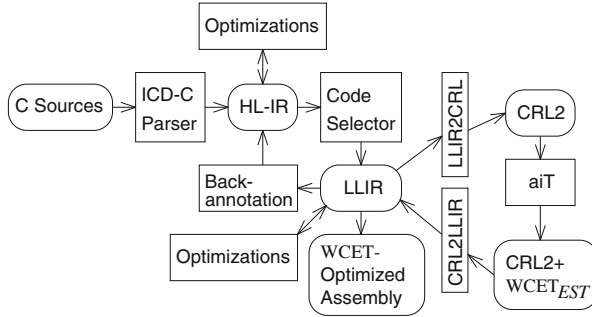 Optimizations
C Sources
ICD-C
Parser
HL-IR
Code
Selector
LLIR2CRL
CRL2
Back-
annotation
LLIR
aiT
Optimizations
WCET-
Optimized
Assembly
CRL2LLIR
CRL2+
WCET_EST